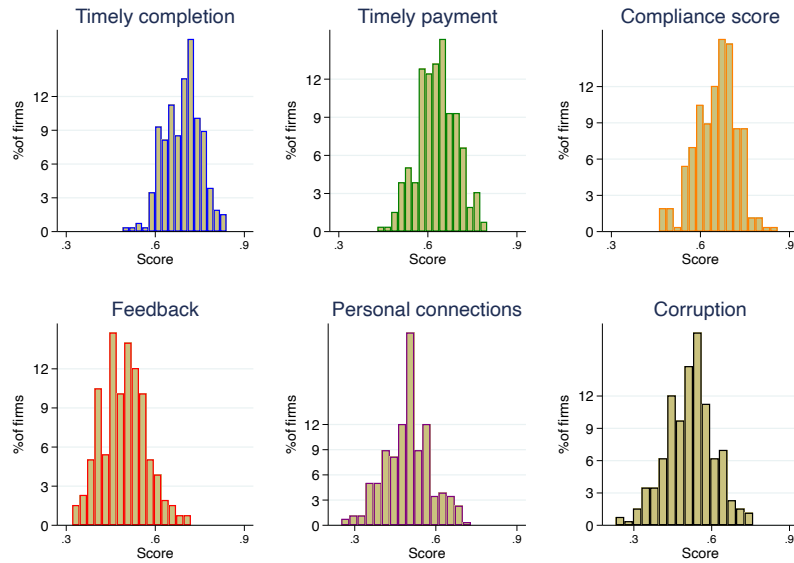 Timely completion
%of firms
12
9
6
3
0
.3 .6 .9
Score
Timely payment
%of firms
12
9
6
3
0
.3 .6 .9
Score
Compliance score
%of firms
12
9
6
3
0
.3 .6 .9
Score
Feedback
%of firms
12
9
6
3
0
.3 .6 .9
Score
Personal connections
%of firms
12
9
6
3
0
.3 .6 .9
Score
Corruption
%of firms
12
9
6
3
0
.3 .6 .9
Score